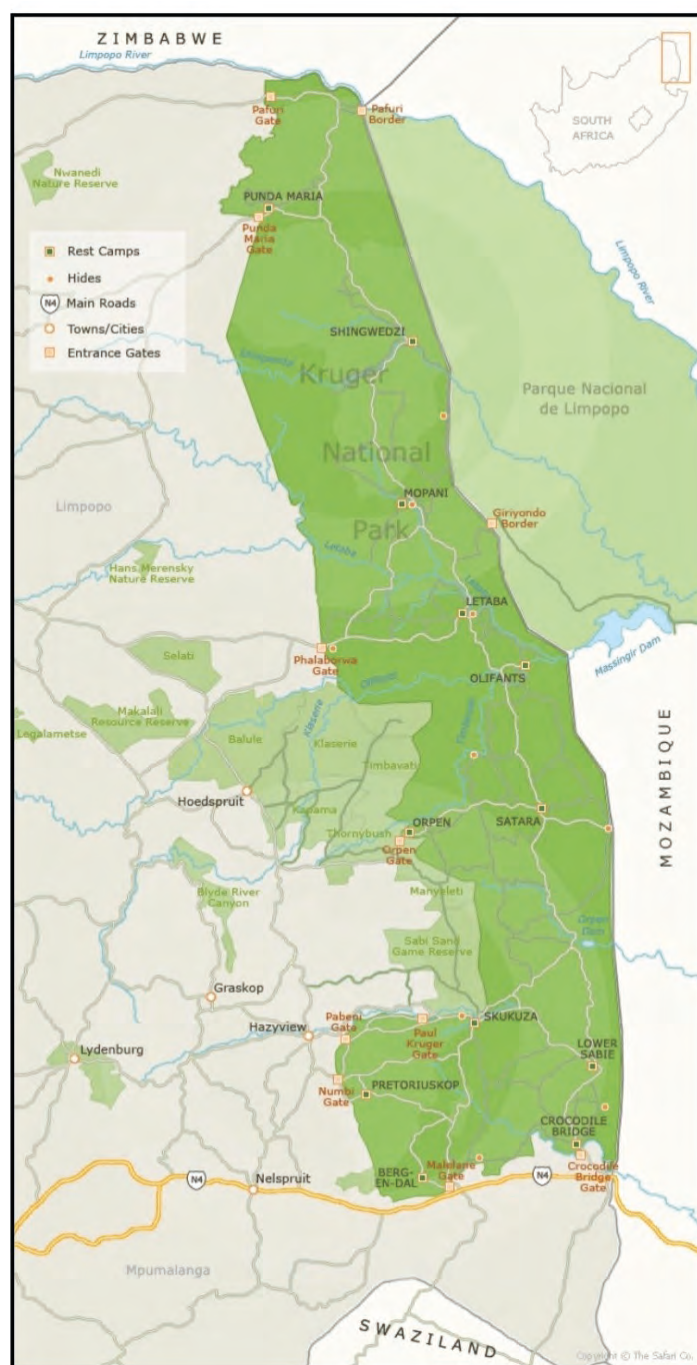 ZIMBABWE
Limpopo River
Pafuri
Gate
Pafuri
Border
SOUTH
AFRICA
Nwanedi
Nature Reserve
PUNDA MARIA
Punda
Maria
Gate
Rest Camps
Hides
N4 Main Roads
Towns/Cities
Entrance Gates
Limpopo River
SHINGWEDZI
Kruger
National
Park
Parque Nacional
de Limpopo
MOPANI
Limpopo
Giriyondo
Border
Letaba
Hans Merensky
Nature Reserve
LETABA
Phalaborwa
Gate
Massingir Dam
Selati
OLIFANTS
Olifants
Makalali
Resource Reserve
Legalametse
Klaserie
Balule
Klaserie
Timbavati
Timbavati
MOZAMBIQUE
Hoedspruit
Kapama
Thornybush
ORPEN
SATARA
Orpen
Gate
Blyde River
Canyon
Manyeleti
Sabi Sand
Game Reserve
Orpen
Dam
Graskop
Pabeni
Gate
Paul
Kruger
Gate
SKUKUZA
Hazyview
Lydenburg
LOWER
SABIE
Numbi
Gate
PRETORIUSKOP
CROCODILE
BRIDGE
BERG-
EN-DAL
Malelane
Gate
Crocodile
Bridge
Gate
N4
Nelspruit
N4
Mpumalanga
SWAZILAND
Copyright © The Safari Co.